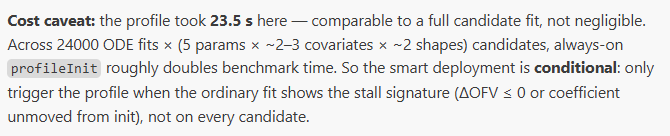 Cost caveat: the profile took 23.5 s here — comparable to a full candidate fit, not negligible.
Across 24000 ODE fits × (5 params × ~2–3 covariates × ~2 shapes) candidates, always-on
profileInit roughly doubles benchmark time. So the smart deployment is conditional: only
trigger the profile when the ordinary fit shows the stall signature (ΔOFV ≤ 0 or coefficient
unmoved from init), not on every candidate.